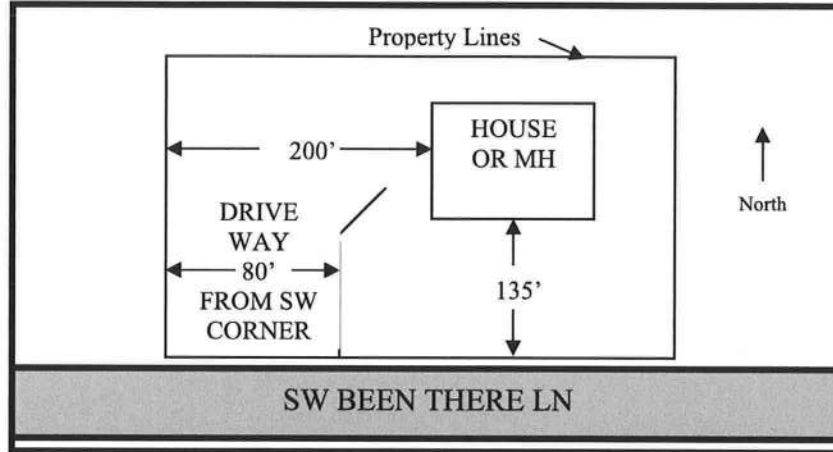 Property Lines
HOUSE
OR MH
200'
North
DRIVE
WAY
80'
FROM SW
CORNER
135'
SW BEEN THERE LN